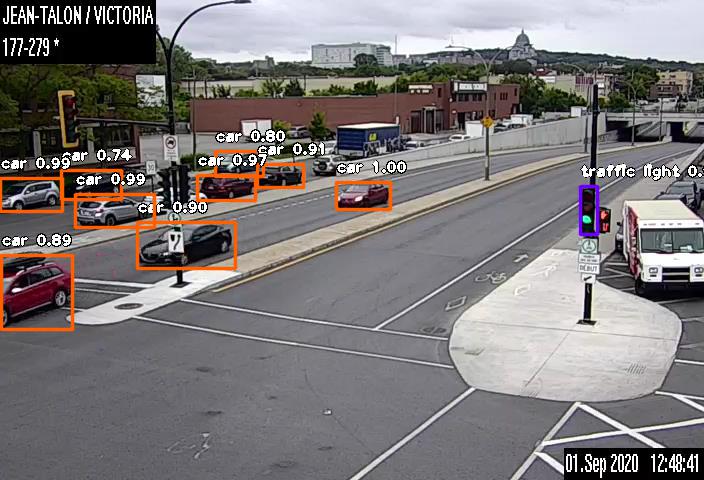 JEAN-TALON / VICTORIA
177-279 *
car 0.80
car 0.74
car 0.91
car 0.99
car 0.97
car 1.00
car 0.99
traffic light 0.
car 0.90
car 0.89
DÉBUT
01.Sep 2020 12:48:41